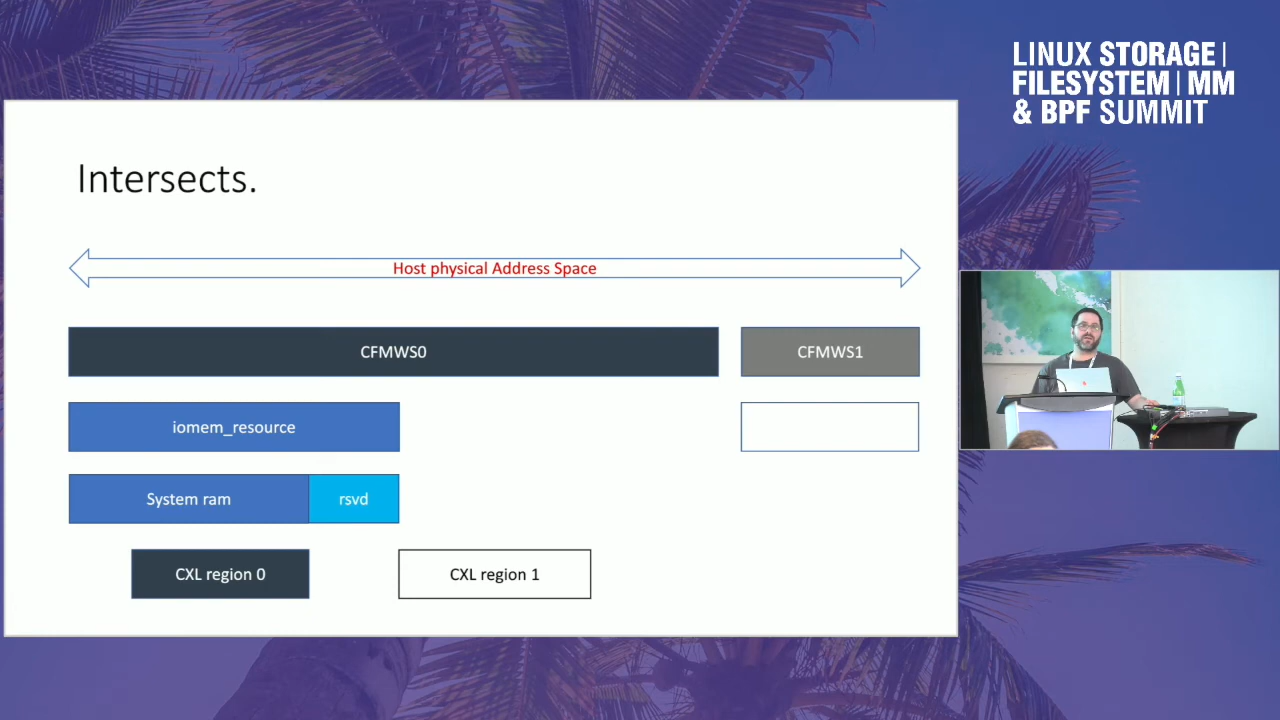 LINUX STORAGE |
FILESYSTEM | MM
& BPF SUMMIT
Intersects.
Host physical Address Space
CFMWS0
CFMWS1
iomem_resource
System ram
rsvd
CXL region 0
CXL region 1